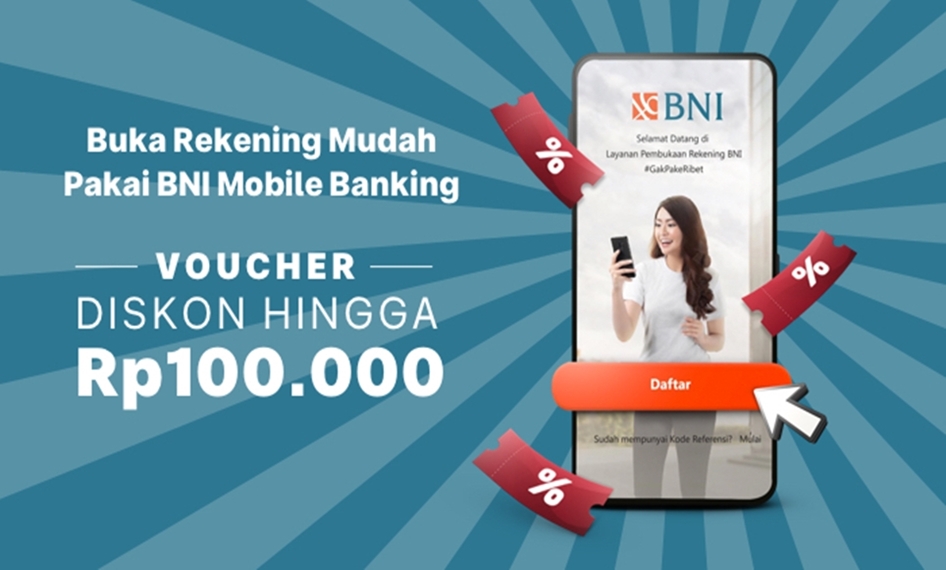 Buka Rekening Mudah
Pakai BNI Mobile Banking
VOUCHER
DISKON HINGGA
Rp100.000
BNI
Selamat Datang di
Layanan Pembukaan Rekening BNI
#GakPakeRibet
Daftar
Sudah mempunyai Kode Referensi? Mulai
%
%
%